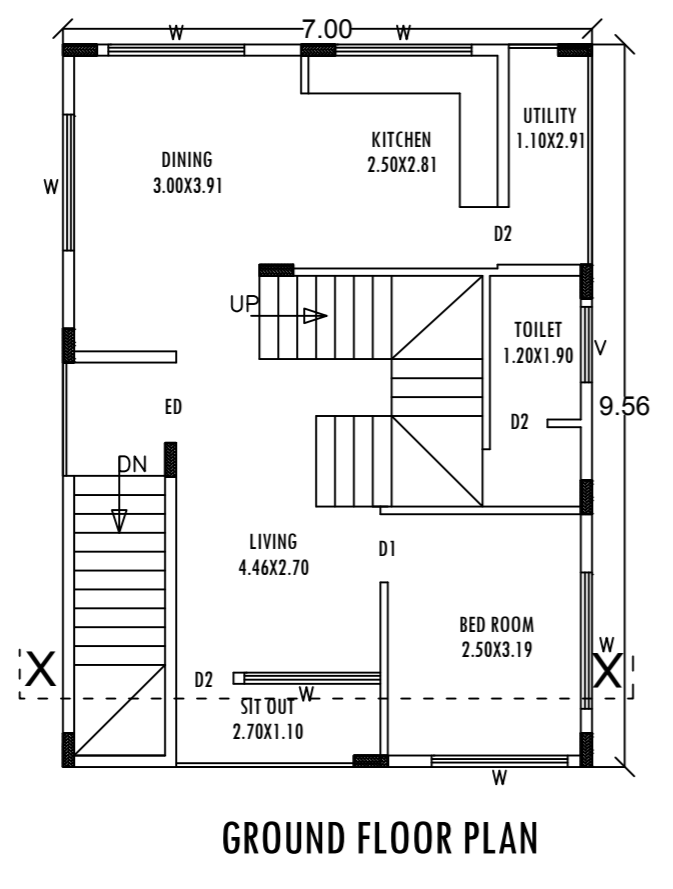 W
7.00
W
UTILITY
1.10X2.91
KITCHEN
2.50X2.81
DINING
3.00X3.91
W
D2
UP
TOILET
1.20X1.90
V
9.56
ED
D2
DN
LIVING
4.46X2.70
D1
BED ROOM
2.50X3.19
W
X
X
D2
W
SIT OUT
2.70X1.10
W
GROUND FLOOR PLAN